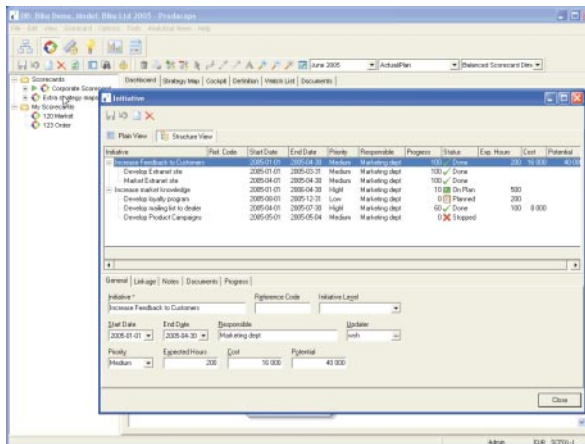 DB: Bike Demo, Model: Bike Ltd 2005 - Prodacapo
File Edit View Scorecard Options Tools Analytical News Help
June 2005 ActualPlan Balanced Scorecard Dev
Scorecards
Corporate Scorecard
Extra strategy maps
My Scorecards
120 Market
123 Order
Dashboard Strategy Map Cockpit Definition Watch List Documents
Initiative
Plain View Structure View
Initiative Ref. Code Start Date End Date Priority Responsible Progress Status Exp. Hours Cost Potential
Increase Feedback to Customers 2005-01-01 2005-04-30 Medium Marketing dept 100 Done 200 16 000 40 00
Develop Extranet site 2005-01-01 2005-03-31 Medium Marketing dept 100 Done
Market Extranet site 2005-04-01 2005-04-30 Medium Marketing dept 100 Done
Increase market knowledge 2005-01-01 2006-04-30 High Marketing dept 10 On Plan 500
Develop loyalty program 2005-08-01 2005-12-31 Low Marketing dept 0 Planned 200
Develop mailing list to dealer 2005-04-01 2005-07-30 High Marketing dept 60 Done 100 8 000
Develop Product Campaigns 2005-05-01 2005-05-04 Medium Marketing dept 0 Stopped
General Linkage Notes Documents Progress
Initiative * Reference Code Initiative Level
Increase Feedback to Customers
Start Date End Date Responsible Updater
2005-01-01 2005-04-30 Marketing dept
Priority Expected Hours Cost Potential
Medium 200 16 000 40 000
Close
Admin EUR